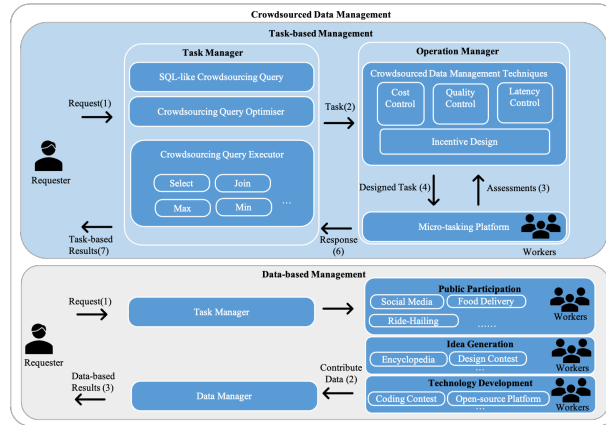 Crowdsourced Data Management
Task-based Management
Task Manager
SQL-like Crowdsourcing Query
Crowdsourcing Query Optimiser
Crowdsourcing Query Executor
Select
Join
Max
Min
...
Request(1)
Requester
Task-based
Results(7)
Task(2)
Response
(6)
Operation Manager
Crowdsourced Data Management Techniques
Cost
Control
Quality
Control
Latency
Control
Incentive Design
Designed Task (4)
Assessments (3)
Micro-tasking Platform
Workers
Data-based Management
Request(1)
Requester
Data-based
Results (3)
Task Manager
Data Manager
Contribute
Data (2)
Public Participation
Social Media
Food Delivery
Ride-Hailing
......
Workers
Idea Generation
Encyclopedia
Design Contest
...
Workers
Technology Development
Coding Contest
Open-source Platform
...
Workers